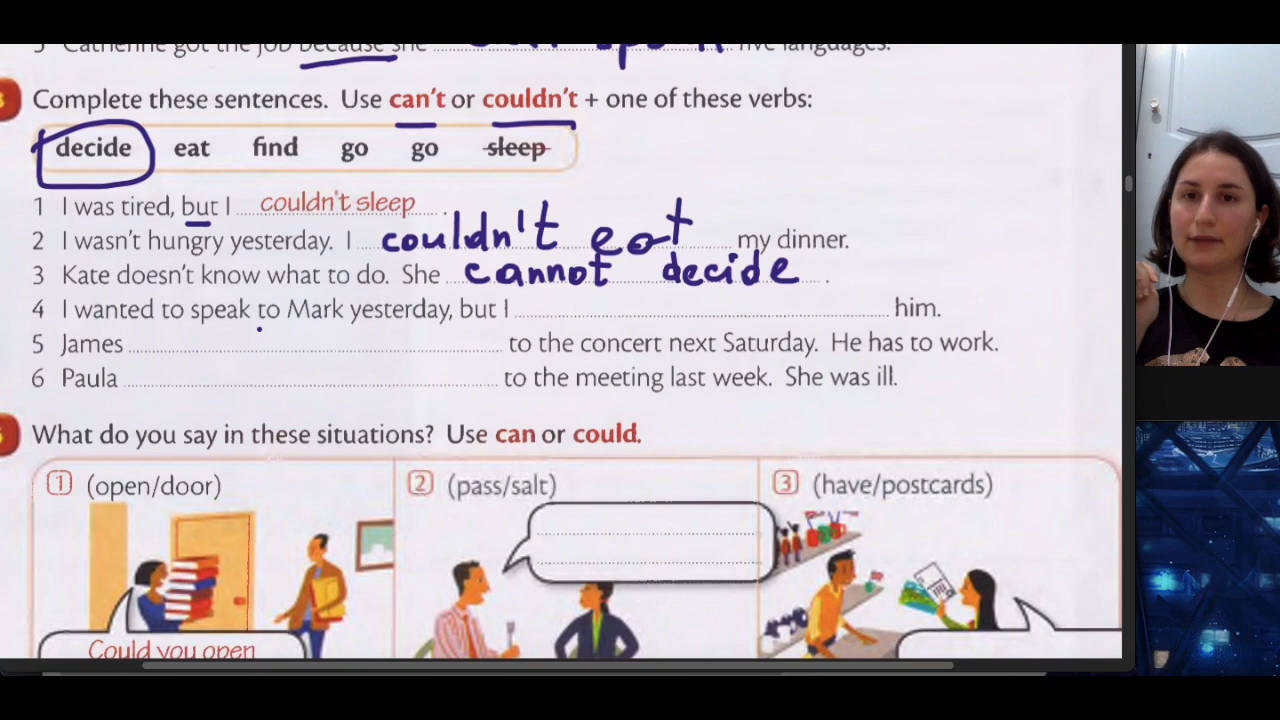 because she five languages.
Complete these sentences. Use can't or couldn't + one of these verbs:
decide eat find go go sleep
1 I was tired, but I couldn't sleep .
2 I wasn't hungry yesterday. I couldn't eat my dinner.
3 Kate doesn't know what to do. She cannot decide .
4 I wanted to speak to Mark yesterday, but I him.
5 James to the concert next Saturday. He has to work.
6 Paula to the meeting last week. She was ill.
What do you say in these situations? Use can or could.
1 (open/door) 2 (pass/salt) 3 (have/postcards)
Could you open